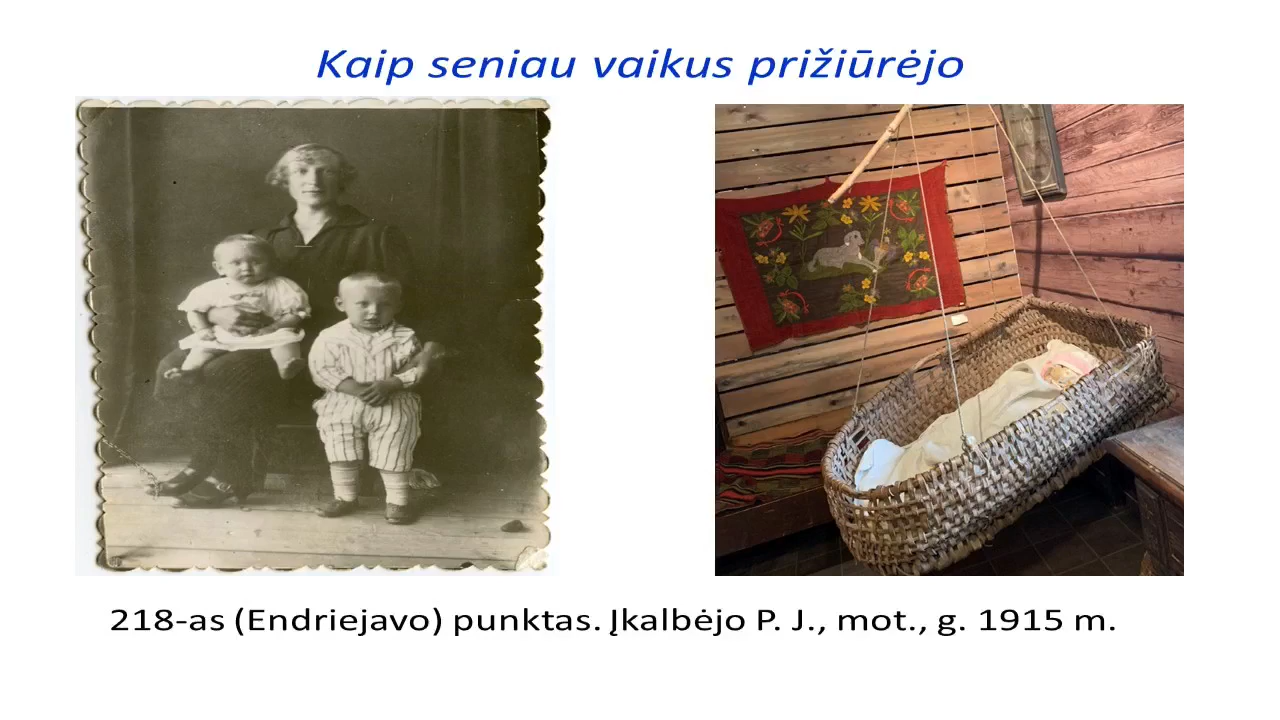 Kaip seniau vaikus prižiūrėjo
218-as (Endriejavo) punktas. Įkalbėjo P. J., mot., g. 1915 m.